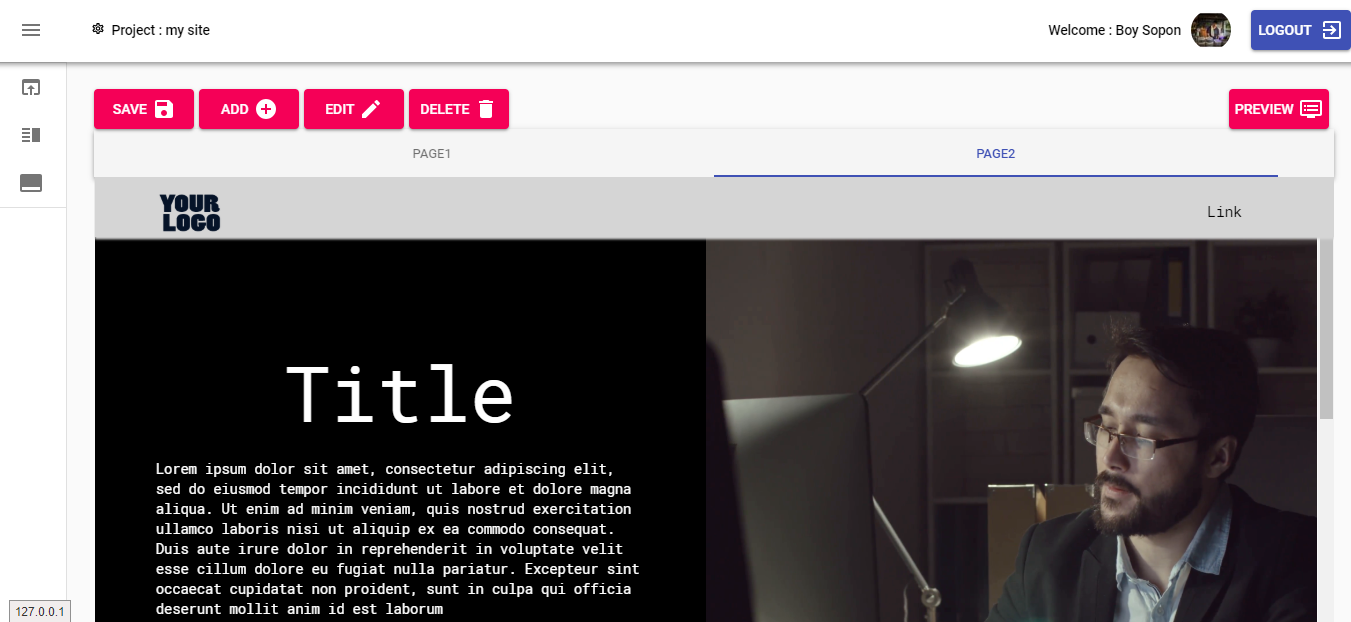 Project : my site
Welcome : Boy Sopon
LOGOUT
SAVE
ADD
EDIT
DELETE
PREVIEW
PAGE1
PAGE2
YOUR
LOGO
Link
Title
Lorem ipsum dolor sit amet, consectetur adipiscing elit,
sed do eiusmod tempor incididunt ut labore et dolore magna
aliqua. Ut enim ad minim veniam, quis nostrud exercitation
ullamco laboris nisi ut aliquip ex ea commodo consequat.
Duis aute irure dolor in reprehenderit in voluptate velit
esse cillum dolore eu fugiat nulla pariatur. Excepteur sint
occaecat cupidatat non proident, sunt in culpa qui officia
deserunt mollit anim id est laborum
127.0.0.1